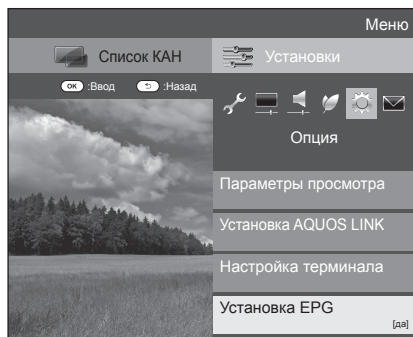 Меню
Список КАН
Установки
OK :Ввод :Назад
Опция
Параметры просмотра
Установка AQUOS LINK
Настройка терминала
Установка EPG
[да]